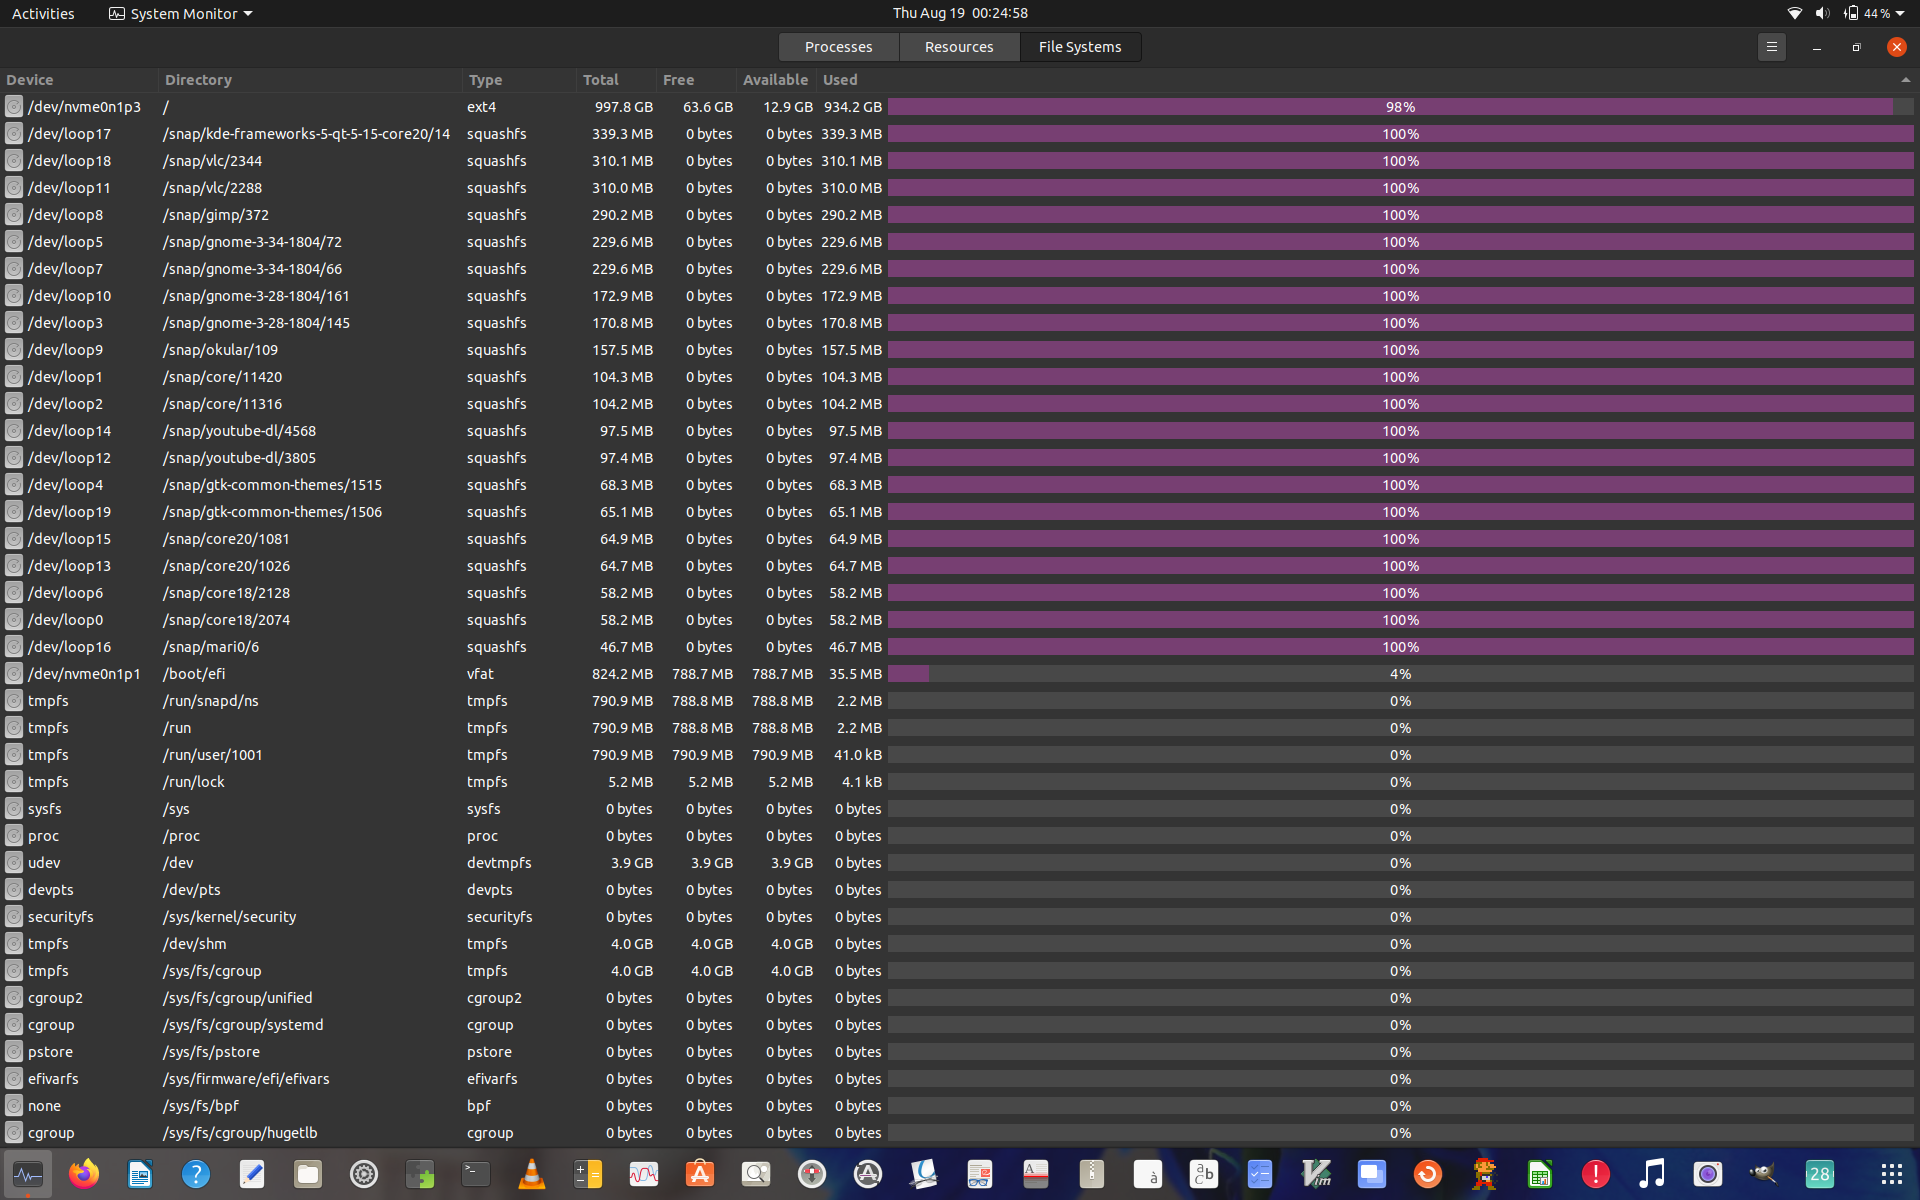 Activities System Monitor Thu Aug 19 00:24:58 44 %
Processes Resources File Systems
Device Directory Type Total Free Available Used
/dev/nvme0n1p3 / ext4 997.8 GB 63.6 GB 12.9 GB 934.2 GB 98%
/dev/loop17 /snap/kde-frameworks-5-qt-5-15-core20/14 squashfs 339.3 MB 0 bytes 0 bytes 339.3 MB 100%
/dev/loop18 /snap/vlc/2344 squashfs 310.1 MB 0 bytes 0 bytes 310.1 MB 100%
/dev/loop11 /snap/vlc/2288 squashfs 310.0 MB 0 bytes 0 bytes 310.0 MB 100%
/dev/loop8 /snap/gimp/372 squashfs 290.2 MB 0 bytes 0 bytes 290.2 MB 100%
/dev/loop5 /snap/gnome-3-34-1804/72 squashfs 229.6 MB 0 bytes 0 bytes 229.6 MB 100%
/dev/loop7 /snap/gnome-3-34-1804/66 squashfs 229.6 MB 0 bytes 0 bytes 229.6 MB 100%
/dev/loop10 /snap/gnome-3-28-1804/161 squashfs 172.9 MB 0 bytes 0 bytes 172.9 MB 100%
/dev/loop3 /snap/gnome-3-28-1804/145 squashfs 170.8 MB 0 bytes 0 bytes 170.8 MB 100%
/dev/loop9 /snap/okular/109 squashfs 157.5 MB 0 bytes 0 bytes 157.5 MB 100%
/dev/loop1 /snap/core/11420 squashfs 104.3 MB 0 bytes 0 bytes 104.3 MB 100%
/dev/loop2 /snap/core/11316 squashfs 104.2 MB 0 bytes 0 bytes 104.2 MB 100%
/dev/loop14 /snap/youtube-dl/4568 squashfs 97.5 MB 0 bytes 0 bytes 97.5 MB 100%
/dev/loop12 /snap/youtube-dl/3805 squashfs 97.4 MB 0 bytes 0 bytes 97.4 MB 100%
/dev/loop4 /snap/gtk-common-themes/1515 squashfs 68.3 MB 0 bytes 0 bytes 68.3 MB 100%
/dev/loop19 /snap/gtk-common-themes/1506 squashfs 65.1 MB 0 bytes 0 bytes 65.1 MB 100%
/dev/loop15 /snap/core20/1081 squashfs 64.9 MB 0 bytes 0 bytes 64.9 MB 100%
/dev/loop13 /snap/core20/1026 squashfs 64.7 MB 0 bytes 0 bytes 64.7 MB 100%
/dev/loop6 /snap/core18/2128 squashfs 58.2 MB 0 bytes 0 bytes 58.2 MB 100%
/dev/loop0 /snap/core18/2074 squashfs 58.2 MB 0 bytes 0 bytes 58.2 MB 100%
/dev/loop16 /snap/mari0/6 squashfs 46.7 MB 0 bytes 0 bytes 46.7 MB 100%
/dev/nvme0n1p1 /boot/efi vfat 824.2 MB 788.7 MB 788.7 MB 35.5 MB 4%
tmpfs /run/snapd/ns tmpfs 790.9 MB 788.8 MB 788.8 MB 2.2 MB 0%
tmpfs /run tmpfs 790.9 MB 788.8 MB 788.8 MB 2.2 MB 0%
tmpfs /run/user/1001 tmpfs 790.9 MB 790.9 MB 790.9 MB 41.0 kB 0%
tmpfs /run/lock tmpfs 5.2 MB 5.2 MB 5.2 MB 4.1 kB 0%
sysfs /sys sysfs 0 bytes 0 bytes 0 bytes 0 bytes 0%
proc /proc proc 0 bytes 0 bytes 0 bytes 0 bytes 0%
udev /dev devtmpfs 3.9 GB 3.9 GB 3.9 GB 0 bytes 0%
devpts /dev/pts devpts 0 bytes 0 bytes 0 bytes 0 bytes 0%
securityfs /sys/kernel/security securityfs 0 bytes 0 bytes 0 bytes 0 bytes 0%
tmpfs /dev/shm tmpfs 4.0 GB 4.0 GB 4.0 GB 0 bytes 0%
tmpfs /sys/fs/cgroup tmpfs 4.0 GB 4.0 GB 4.0 GB 0 bytes 0%
cgroup2 /sys/fs/cgroup/unified cgroup2 0 bytes 0 bytes 0 bytes 0 bytes 0%
cgroup /sys/fs/cgroup/systemd cgroup 0 bytes 0 bytes 0 bytes 0 bytes 0%
pstore /sys/fs/pstore pstore 0 bytes 0 bytes 0 bytes 0 bytes 0%
efivarfs /sys/firmware/efi/efivars efivarfs 0 bytes 0 bytes 0 bytes 0 bytes 0%
none /sys/fs/bpf bpf 0 bytes 0 bytes 0 bytes 0 bytes 0%
cgroup /sys/fs/cgroup/hugetlb cgroup 0 bytes 0 bytes 0 bytes 0 bytes 0%
? >_ A à a b c Vim ! 28